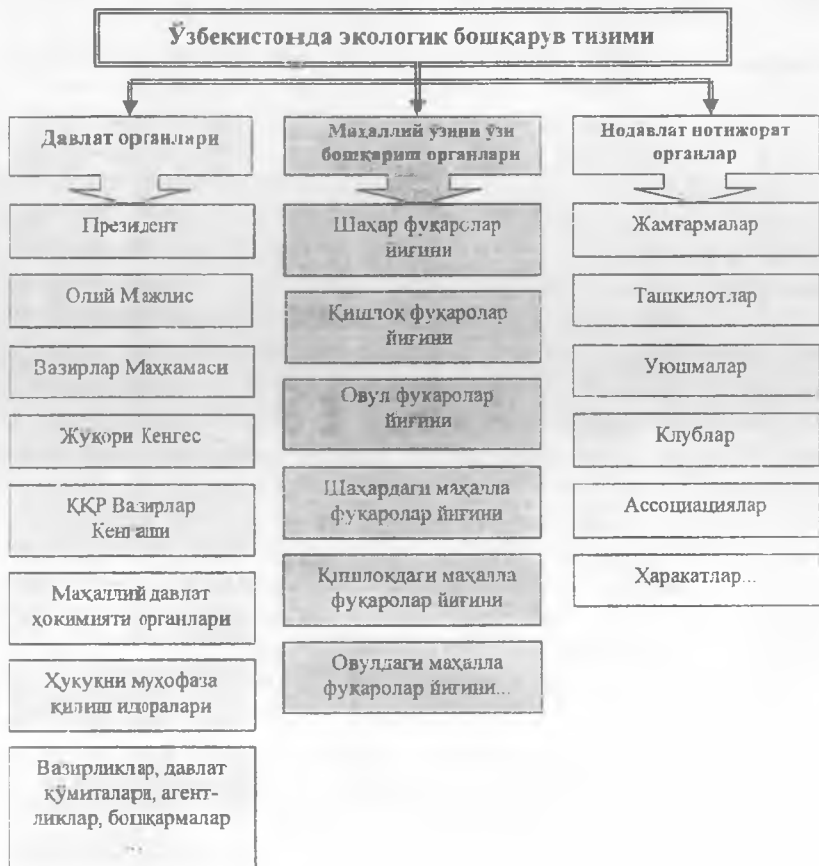 Ўзбекистонда экологик бошқарув тизими
Давлат органлари
Президент
Олий Мажлис
Вазирлар Маҳкамаси
Жўқори Кенгес
ҚҚР Вазирлар
Кенгаши
Маҳаллий давлат
ҳокимияти органлари
Ҳуқуқни муҳофаза
қилиш идоралари
Вазирликлар, давлат
қўмиталари, агент-
ликлар, бошқармалар
...
Маҳаллий ўзини ўзи
бошқариш органлари
Шаҳар фуқаролар
йиғини
Қишлоқ фуқаролар
йиғини
Овул фуқаролар
йиғини
Шаҳардаги маҳалла
фуқаролар йиғини
Қишлоқдаги маҳалла
фуқаролар йиғини
Овулдаги маҳалла
фуқаролар йиғини...
Нодавлат нотижорат
органлар
Жамғармалар
Ташкилотлар
Уюшмалар
Клублар
Ассоциациялар
Ҳаракатлар...